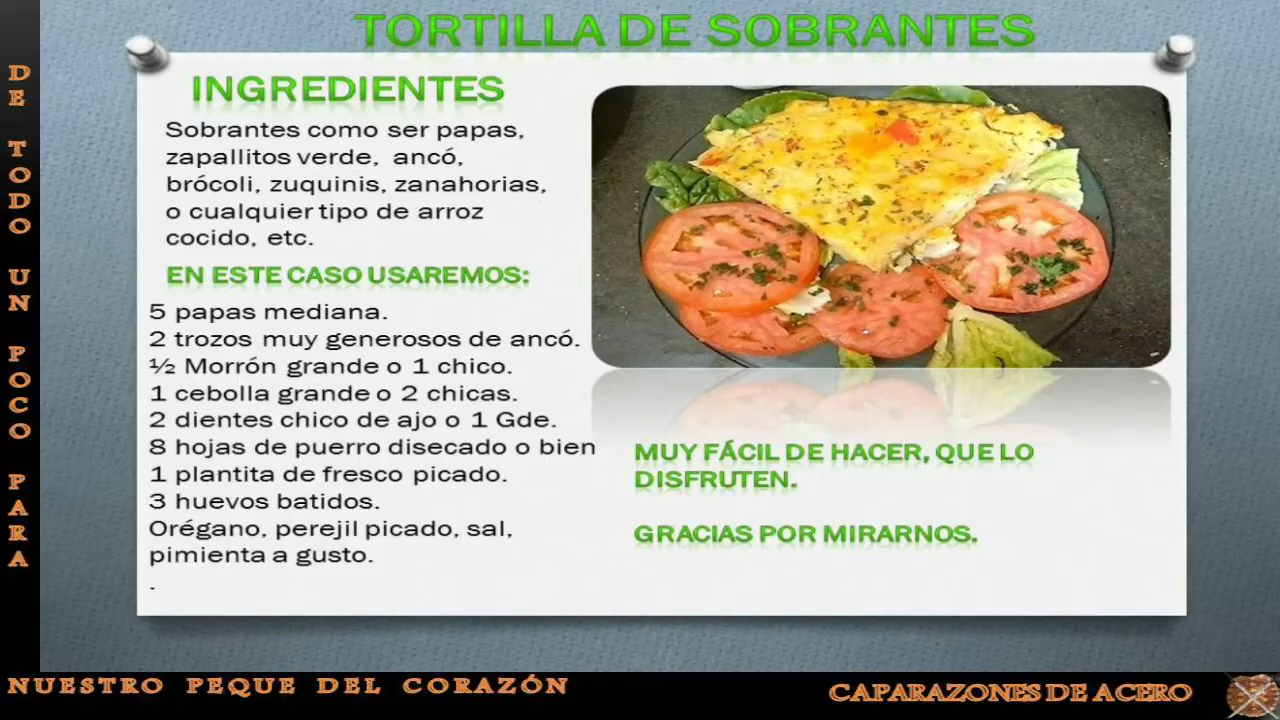 TORTILLA DE SOBRANTES
INGREDIENTES
Sobrantes como ser papas,
zapallitos verde, ancó,
brócoli, zuquinis, zanahorias,
o cualquier tipo de arroz
cocido, etc.
EN ESTE CASO USAREMOS:
5 papas mediana.
2 trozos muy generosos de ancó.
½ Morrón grande o 1 chico.
1 cebolla grande o 2 chicas.
2 dientes chico de ajo o 1 Gde.
8 hojas de puerro disecado o bien
1 plantita de fresco picado.
3 huevos batidos.
Orégano, perejil picado, sal,
pimienta a gusto.
.
MUY FÁCIL DE HACER, QUE LO
DISFRUTEN.
GRACIAS POR MIRARNOS.
DE TODO UN POCO PARA
NUESTRO PEQUE DEL CORAZÓN
CAPARAZONES DE ACERO